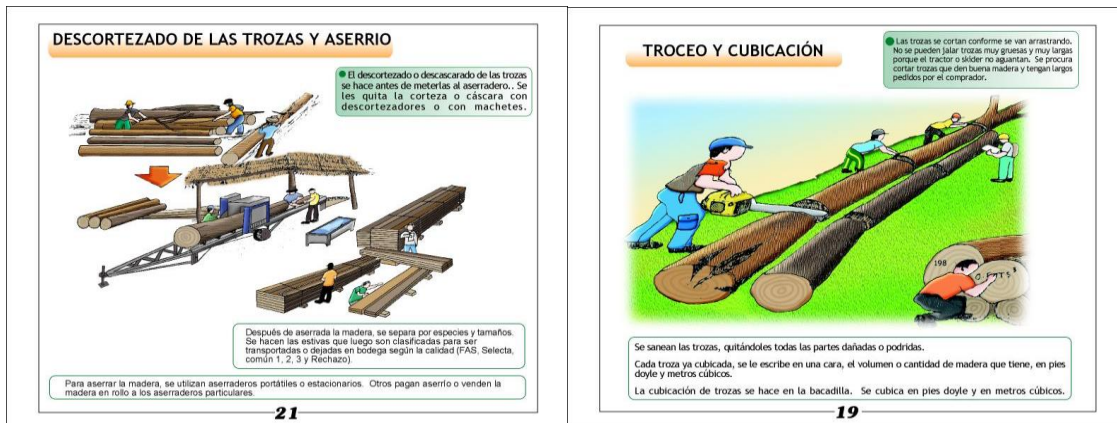 DESCORTEZADO DE LAS TROZAS Y ASERRIO
El descortezado o descascarado de las trozas
se hace antes de meterlas al aserradero.. Se
les quita la corteza o cáscara con
descortezadores o con machetes.
Después de aserrada la madera, se separa por especies y tamaños.
Se hacen las estivas que luego son clasificadas para ser
transportadas o dejadas en bodega según la calidad (FAS, Selecta,
común 1, 2, 3 y Rechazo)
Para aserrar la madera, se utilizan aserraderos portátiles o estacionarios. Otros pagan aserrío o venden la
madera en rollo a los aserraderos particulares.
21
TROCEO Y CUBICACIÓN
Las trozas se cortan conforme se van arrastrando.
No se pueden jalar trozas muy gruesas y muy largas
porque el tractor o skider no aguantan. Se procura
cortar trozas que den buena madera y tengan largos
pedidos por el comprador.
198
Se sanean las trozas, quitándoles todas las partes dañadas o podridas.
Cada troza ya cubicada, se le escribe en una cara, el volumen o cantidad de madera que tiene, en pies
doyle y metros cúbicos.
La cubicación de trozas se hace en la bacadilla. Se cubica en pies doyle y en metros cúbicos.
19